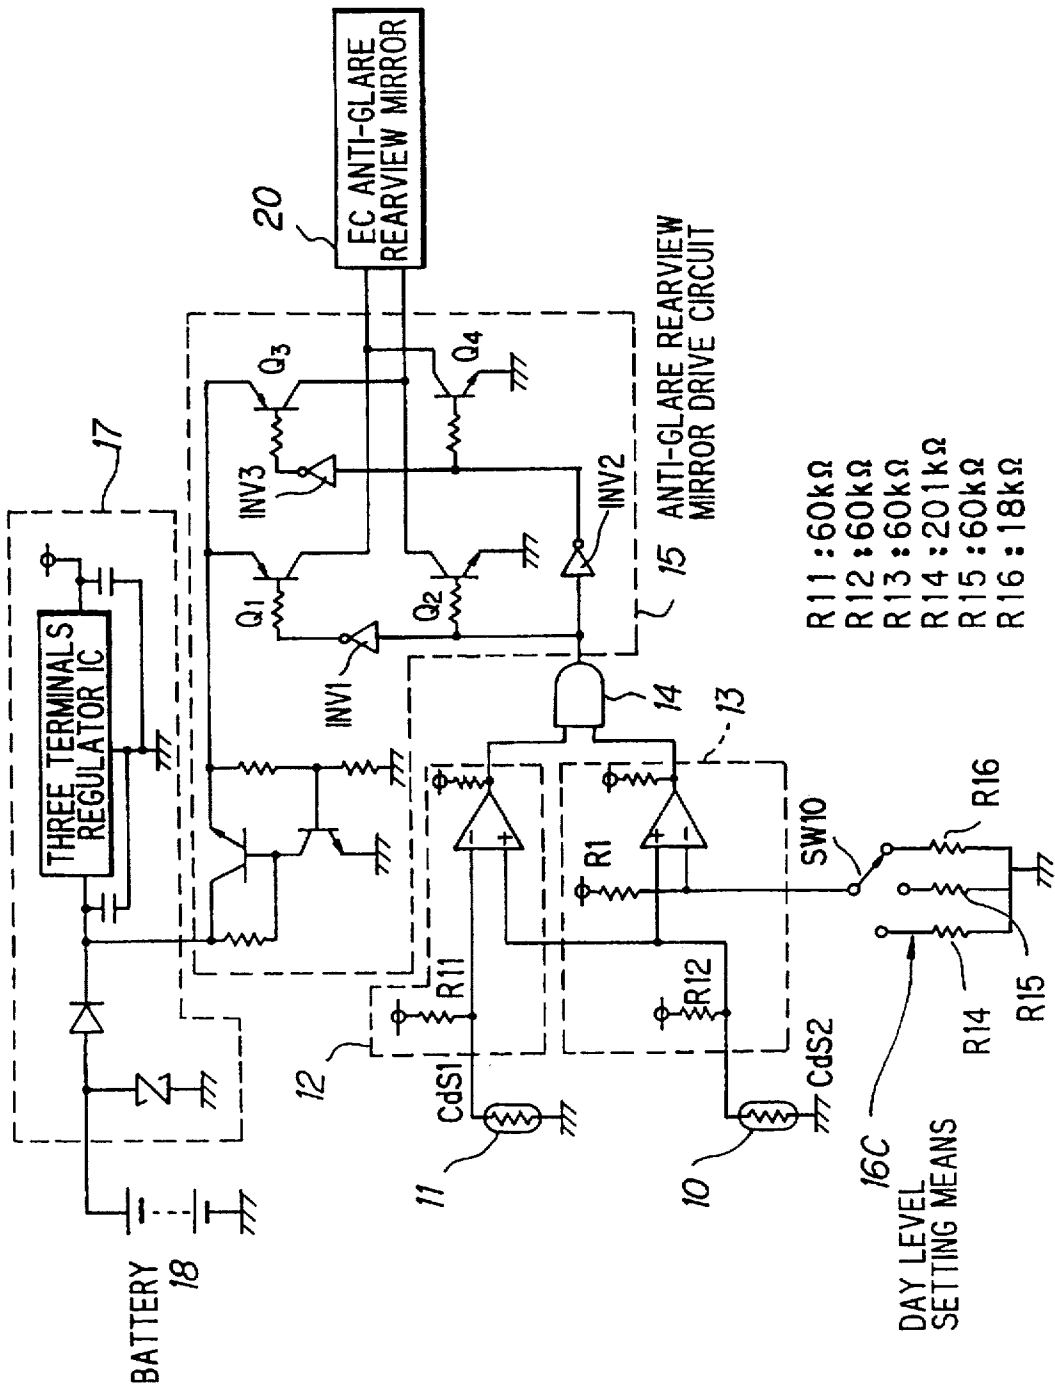 BATTERY
18
17
THREE TERMINALS
REGULATOR IC
20
EC ANTI-GLARE
REARVIEW MIRROR
Q1
Q3
INV1
INV3
Q2
Q4
INV2
15
ANTI-GLARE REARVIEW
MIRROR DRIVE CIRCUIT
12
R11
CdS1
11
-
+
14
13
R1
R12
+
-
CdS2
10
SW10
R16
R15
R14
16C
DAY LEVEL
SETTING MEANS
R11 : 60kΩ
R12 : 60kΩ
R13 : 60kΩ
R14 : 201kΩ
R15 : 60kΩ
R16 : 18kΩ